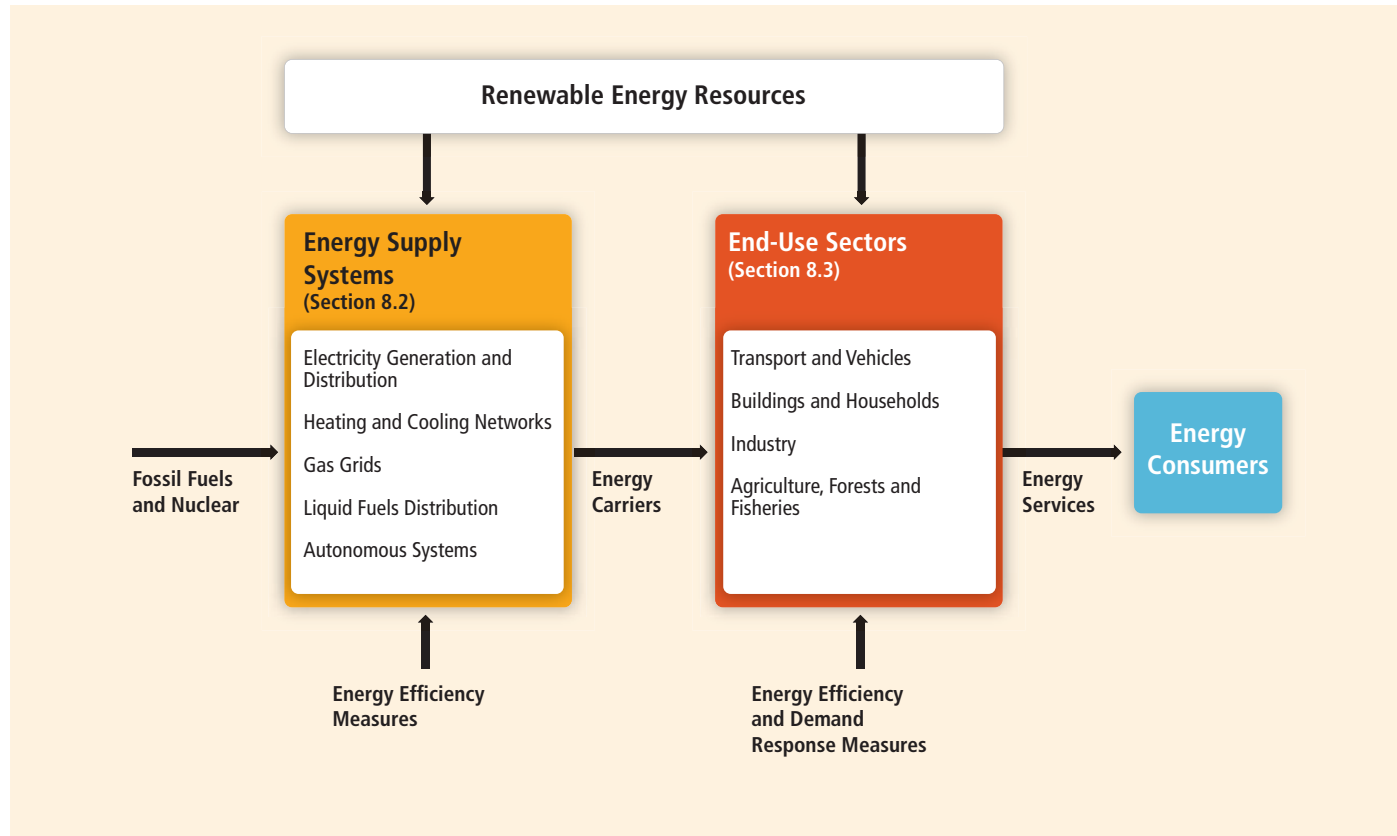 Renewable Energy Resources
Energy Supply
Systems
(Section 8.2)
Electricity Generation and
Distribution
Heating and Cooling Networks
Gas Grids
Liquid Fuels Distribution
Autonomous Systems
End-Use Sectors
(Section 8.3)
Transport and Vehicles
Buildings and Households
Industry
Agriculture, Forests and
Fisheries
Fossil Fuels
and Nuclear
Energy
Carriers
Energy
Services
Energy
Consumers
Energy Efficiency
Measures
Energy Efficiency
and Demand
Response Measures